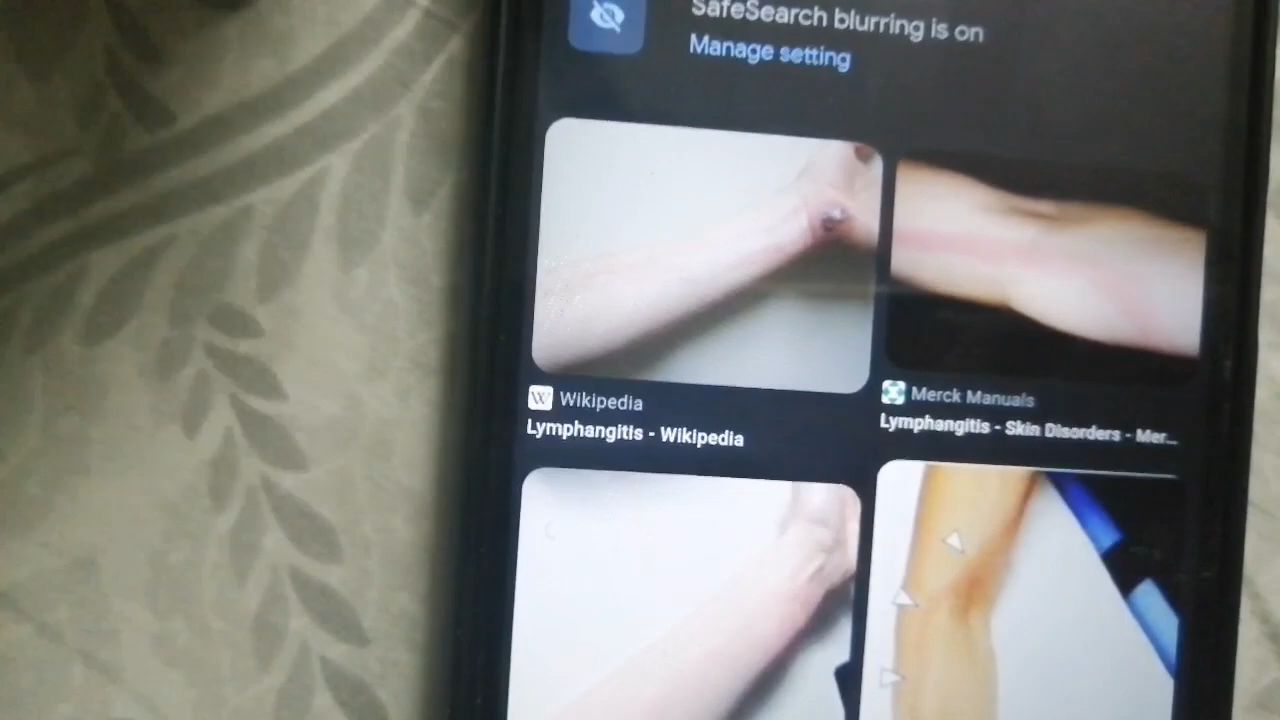 SafeSearch blurring is on
Manage setting
W Wikipedia
Lymphangitis - Wikipedia
Merck Manuals
Lymphangitis - Skin Disorders - Mer...